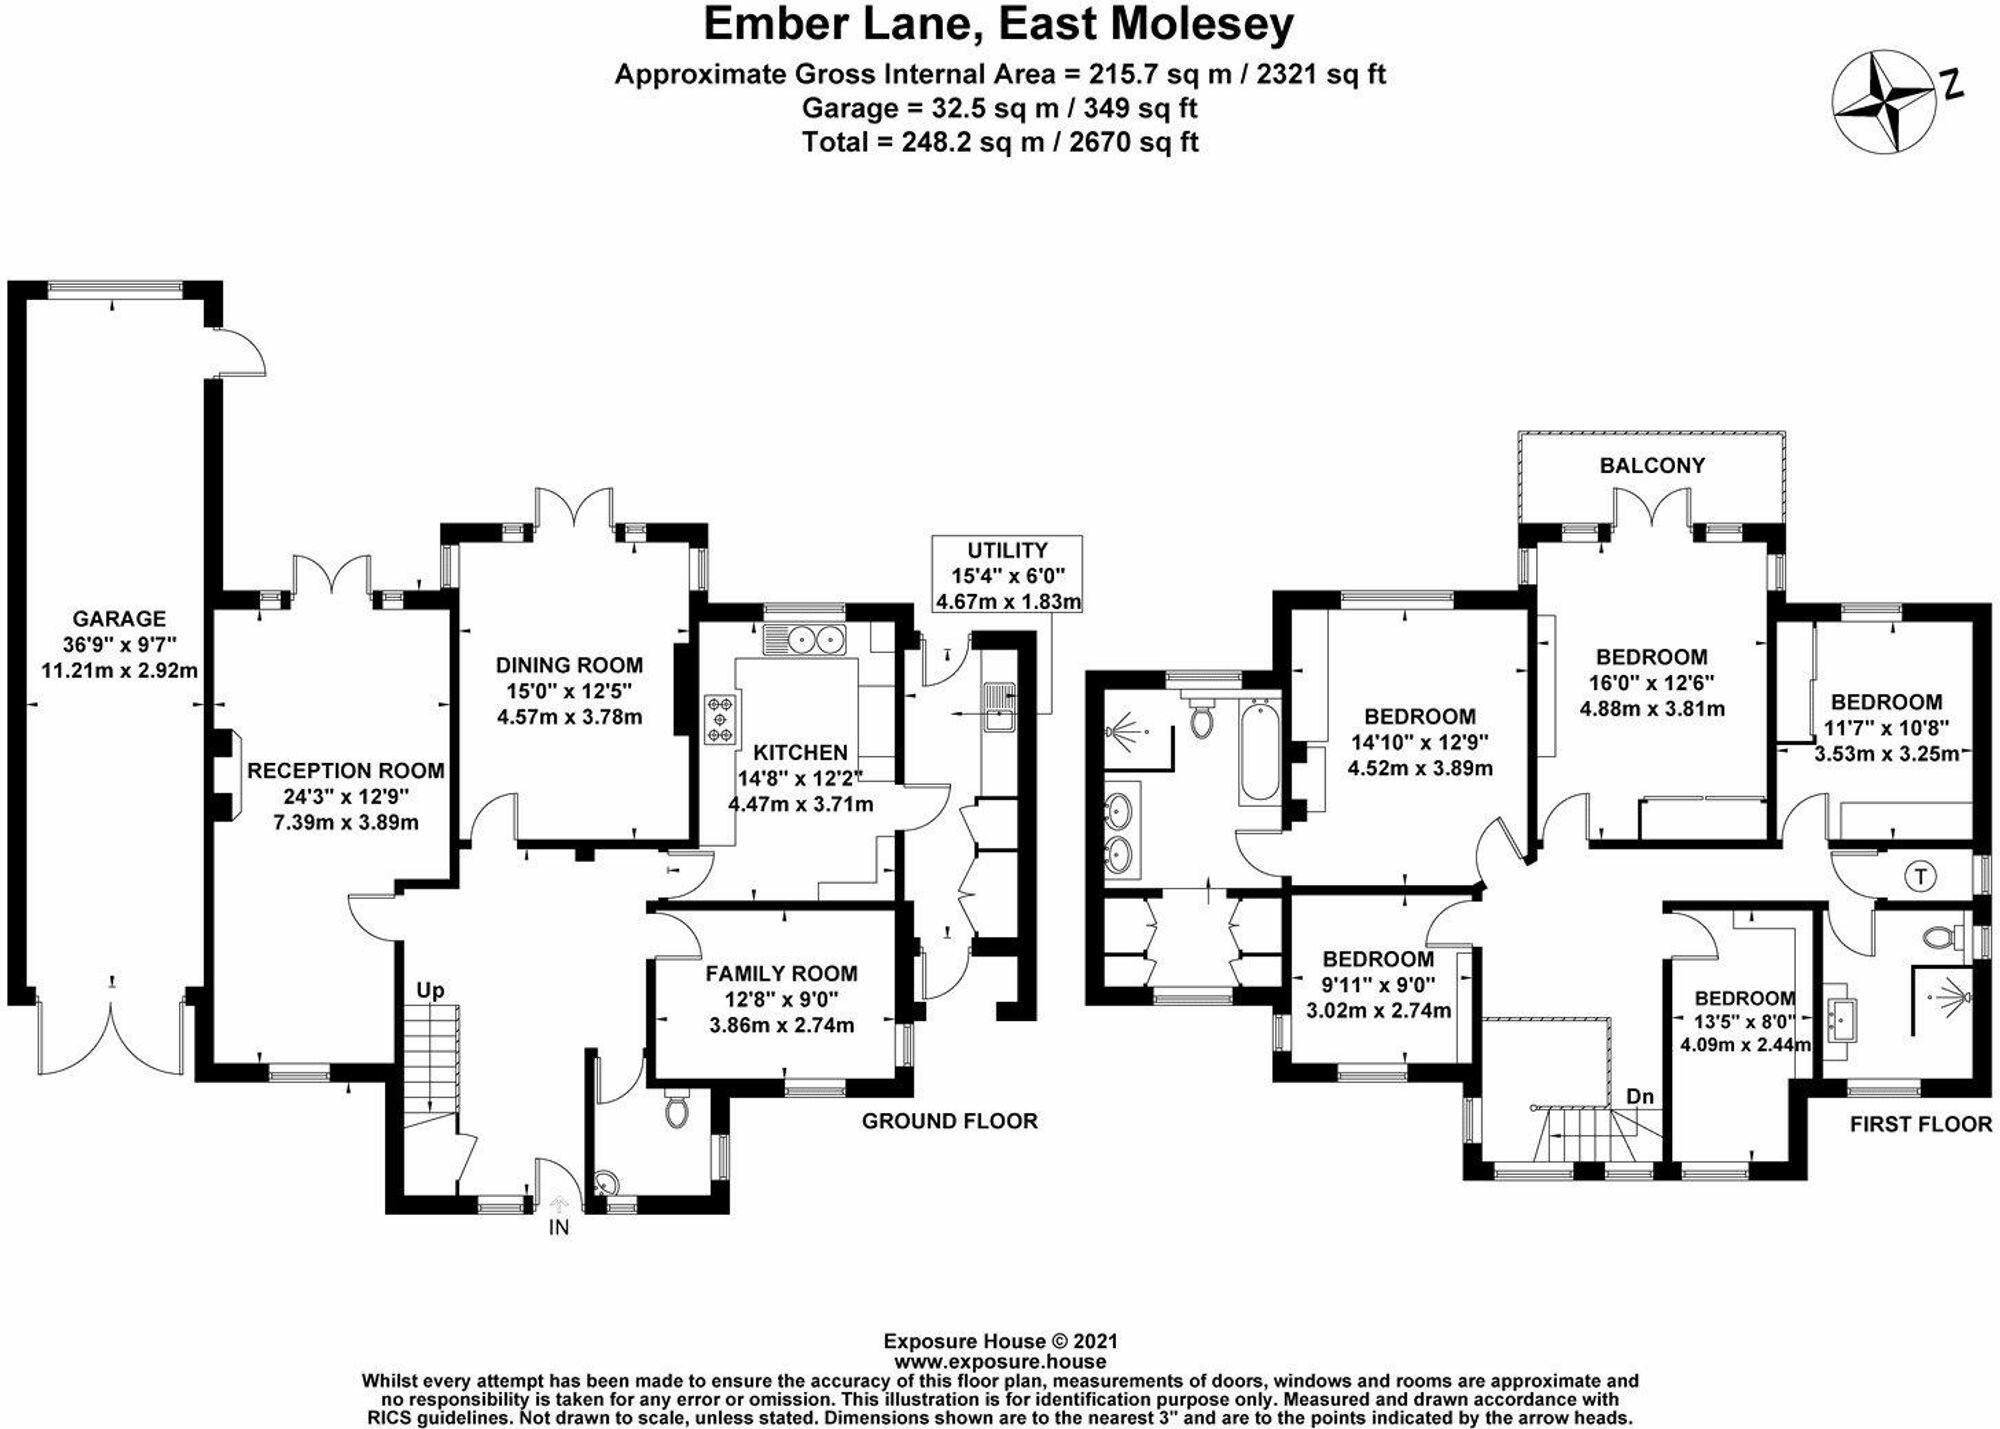 Ember Lane, East Molesey
Approximate Gross Internal Area = 215.7 sq m / 2321 sq ft
Garage = 32.5 sq m / 349 sq ft
Total = 248.2 sq m / 2670 sq ft
N
GARAGE
36'9" x 9'7"
11.21m x 2.92m
RECEPTION ROOM
24'3" x 12'9"
7.39m x 3.89m
DINING ROOM
15'0" x 12'5"
4.57m x 3.78m
KITCHEN
14'8" x 12'2"
4.47m x 3.71m
UTILITY
15'4" x 6'0"
4.67m x 1.83m
FAMILY ROOM
12'8" x 9'0"
3.86m x 2.74m
Up
IN
GROUND FLOOR
BALCONY
BEDROOM
16'0" x 12'6"
4.88m x 3.81m
BEDROOM
14'10" x 12'9"
4.52m x 3.89m
BEDROOM
11'7" x 10'8"
3.53m x 3.25m
T
BEDROOM
9'11" x 9'0"
3.02m x 2.74m
BEDROOM
13'5" x 8'0"
4.09m x 2.44m
Dn
FIRST FLOOR
Exposure House © 2021
www.exposure.house
Whilst every attempt has been made to ensure the accuracy of this floor plan, measurements of doors, windows and rooms are approximate and
no responsibility is taken for any error or omission. This illustration is for identification purpose only. Measured and drawn accordance with
RICS guidelines. Not drawn to scale, unless stated. Dimensions shown are to the nearest 3" and are to the points indicated by the arrow heads.